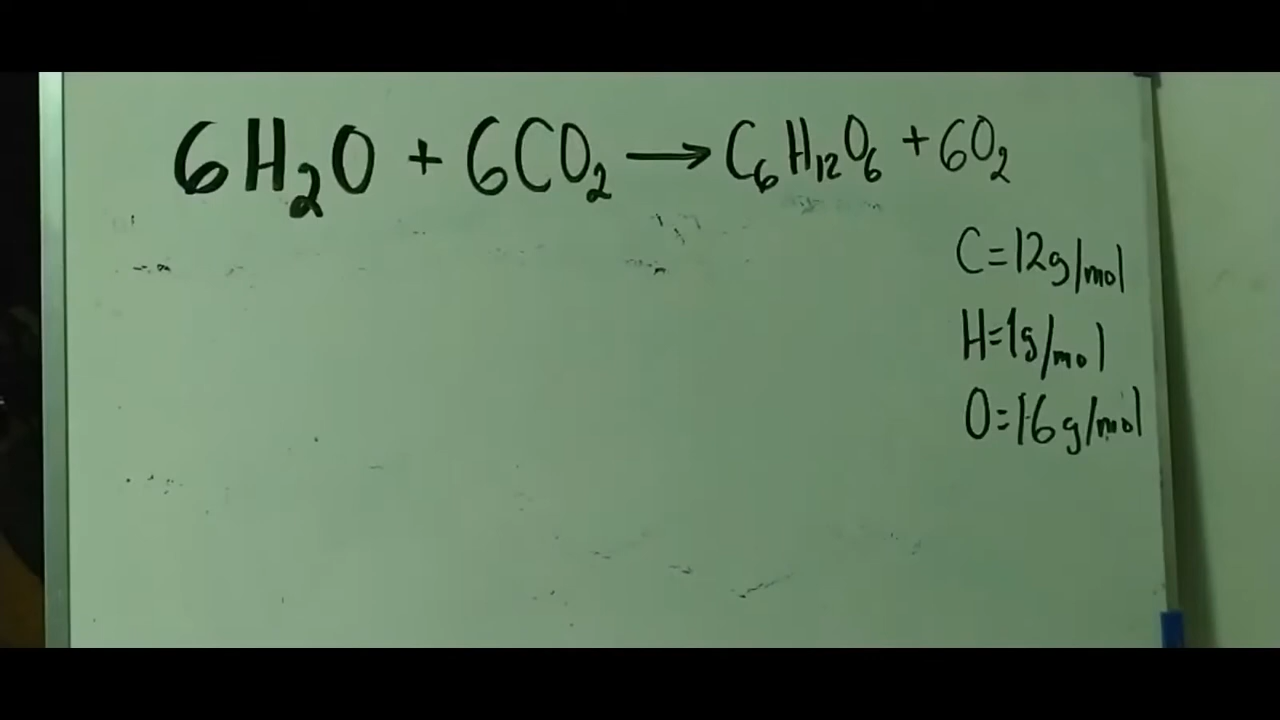 6H₂O + 6CO₂ → C₆H₁₂O₆ + 6O₂
C=12g/mol
H=1g/mol
O=16g/mol